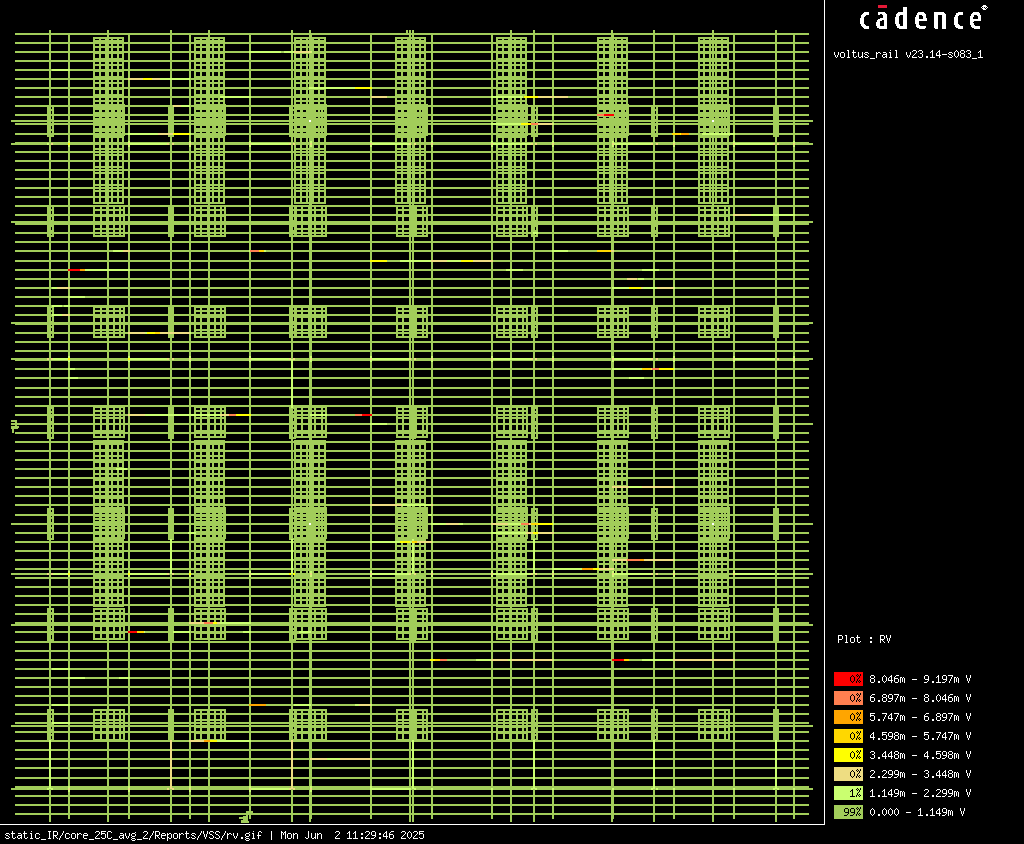 cādence®
voltus_rail v23.14-s083_1
Plot : RV
0% 8.046m - 9.197m V
0% 6.897m - 8.046m V
0% 5.747m - 6.897m V
0% 4.598m - 5.747m V
0% 3.448m - 4.598m V
0% 2.299m - 3.448m V
1% 1.149m - 2.299m V
99% 0.000 - 1.149m V
static_IR/core_25C_avg_2/Reports/VSS/rv.gif | Mon Jun  2 11:29:46 2025